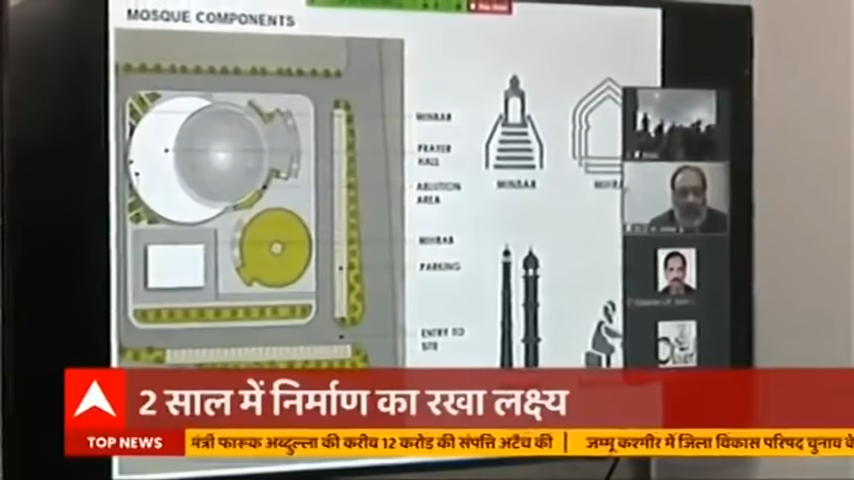 MOSQUE COMPONENTS
MINBAR
PRAYER
HALL
ABLUTION
AREA
MIHRAB
PARKING
ENTRY TO
SITE
MINBAR
2 साल में निर्माण का रखा लक्ष्य
TOP NEWS
मंत्री फारूक अब्दुल्ला की करीब 12 करोड़ की संपत्ति अटैच की | जम्मू कश्मीर में जिला विकास परिषद चुनाव के